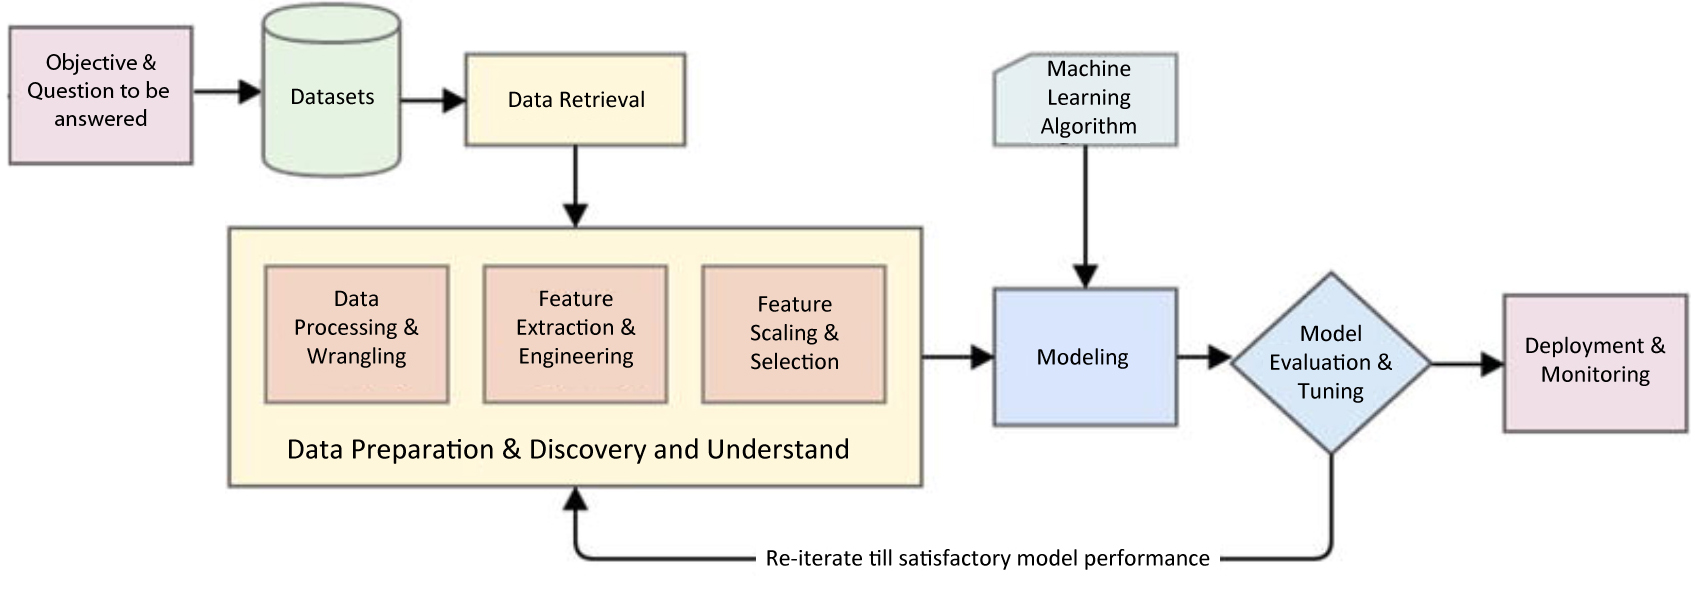 Objective &
Question to be
answered
Datasets
Data Retrieval
Machine
Learning
Algorithm
Data
Processing &
Wrangling
Feature
Extraction &
Engineering
Feature
Scaling &
Selection
Data Preparation & Discovery and Understand
Modeling
Model
Evaluation &
Tuning
Deployment &
Monitoring
Re-iterate till satisfactory model performance